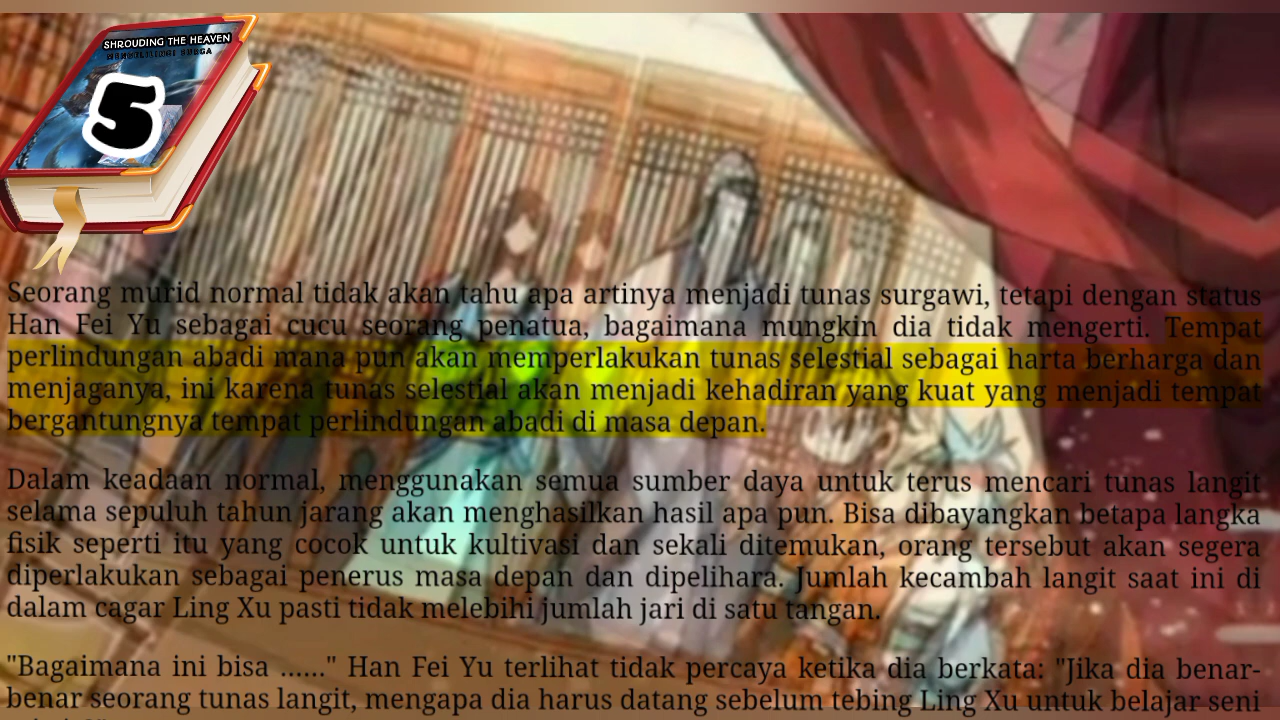 SHROUDING THE HEAVEN
5
Seorang murid normal tidak akan tahu apa artinya menjadi tunas surgawi, tetapi dengan status
Han Fei Yu sebagai cucu seorang penatua, bagaimana mungkin dia tidak mengerti. Tempat
perlindungan abadi mana pun akan memperlakukan tunas selestial sebagai harta berharga dan
menjaganya, ini karena tunas selestial akan menjadi kehadiran yang kuat yang menjadi tempat
bergantungnya tempat perlindungan abadi di masa depan.
Dalam keadaan normal, menggunakan semua sumber daya untuk terus mencari tunas langit
selama sepuluh tahun jarang akan menghasilkan hasil apa pun. Bisa dibayangkan betapa langka
fisik seperti itu yang cocok untuk kultivasi dan sekali ditemukan, orang tersebut akan segera
diperlakukan sebagai penerus masa depan dan dipelihara. Jumlah kecambah langit saat ini di
dalam cagar Ling Xu pasti tidak melebihi jumlah jari di satu tangan.
"Bagaimana ini bisa ......" Han Fei Yu terlihat tidak percaya ketika dia berkata: "Jika dia benar-
benar seorang tunas langit, mengapa dia harus datang sebelum tebing Ling Xu untuk belajar seni